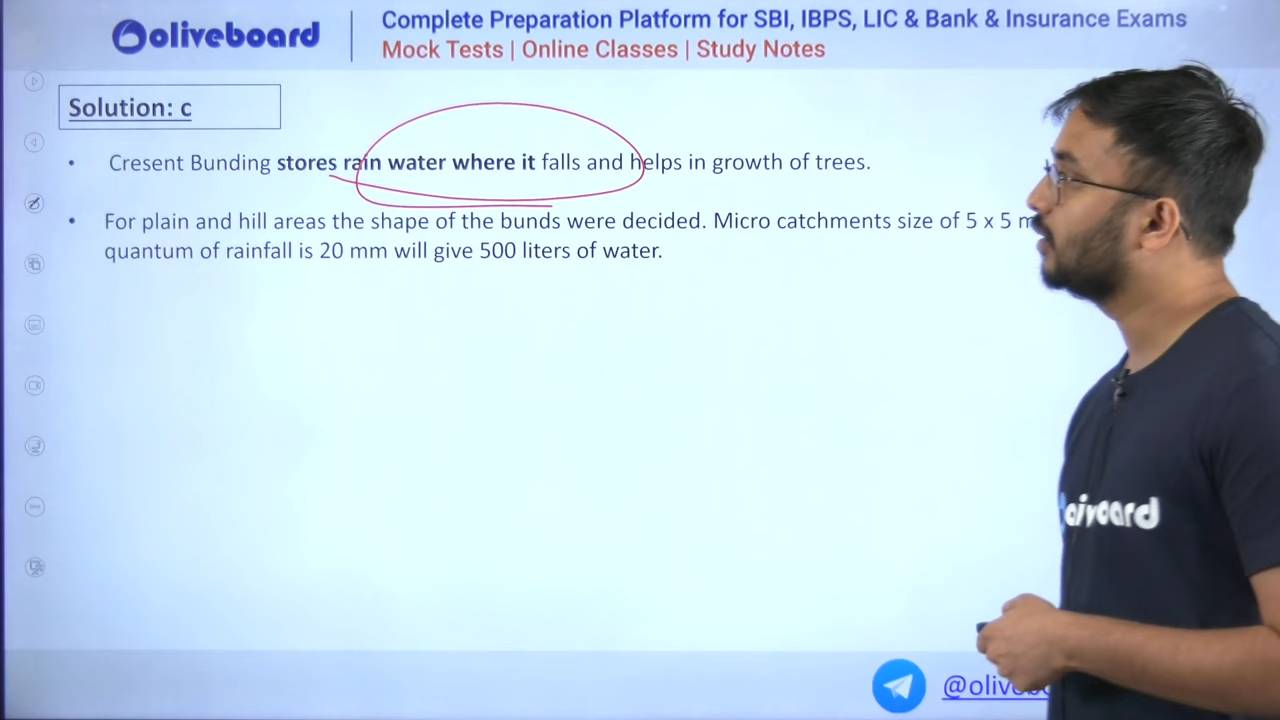 oliveboard
Complete Preparation Platform for SBI, IBPS, LIC & Bank & Insurance Exams
Mock Tests | Online Classes | Study Notes
Solution: c
• Cresent Bunding stores rain water where it falls and helps in growth of trees.
• For plain and hill areas the shape of the bunds were decided. Micro catchments size of 5 x 5
quantum of rainfall is 20 mm will give 500 liters of water.